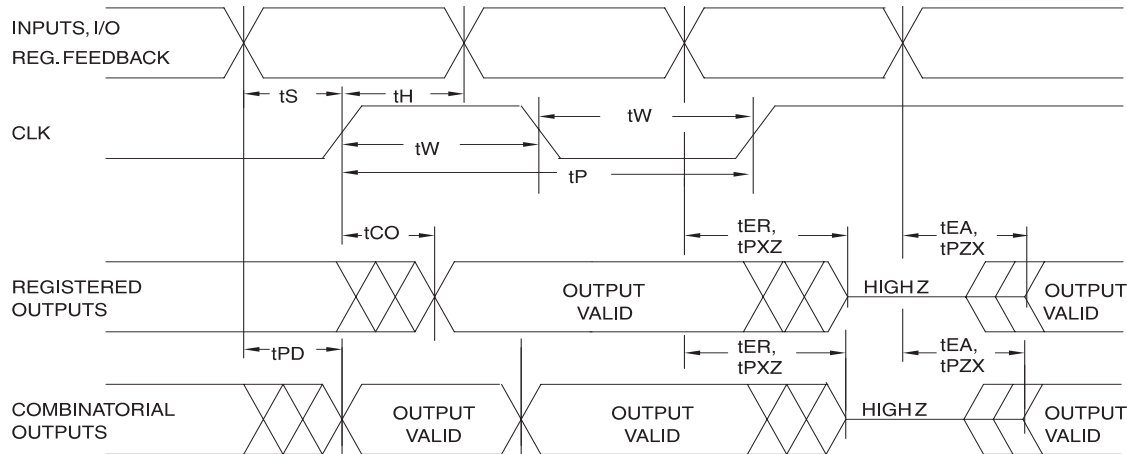 INPUTS, I/O
REG. FEEDBACK
tS
tH
CLK
tW
tW
tP
tCO
tER,
tPXZ
tEA,
tPZX
REGISTERED
OUTPUTS
OUTPUT
VALID
HIGH Z
OUTPUT
VALID
tPD
tER,
tPXZ
tEA,
tPZX
COMBINATORIAL
OUTPUTS
OUTPUT
VALID
OUTPUT
VALID
HIGH Z
OUTPUT
VALID